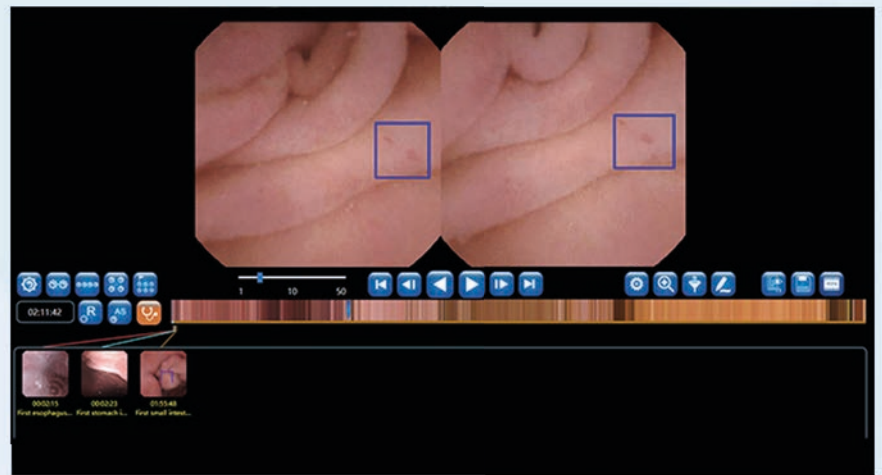 1 10 50
02:11:42 R AS
00:02:15 00:02:23 01:55:48
First esophagus... First stomach i... First small intest...